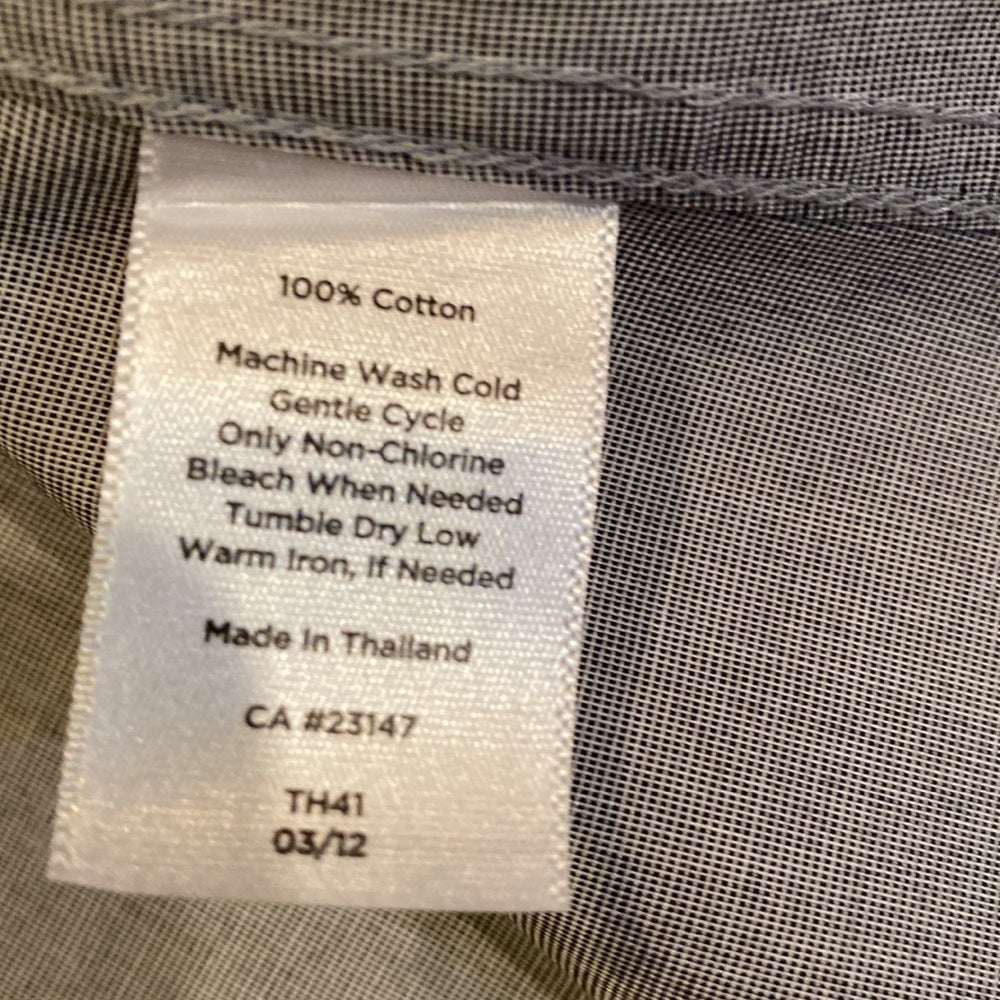 100% Cotton
Machine Wash Cold
Gentle Cycle
Only Non-Chlorine
Bleach When Needed
Tumble Dry Low
Warm Iron, If Needed
Made In Thailand
CA #23147
TH41
03/12